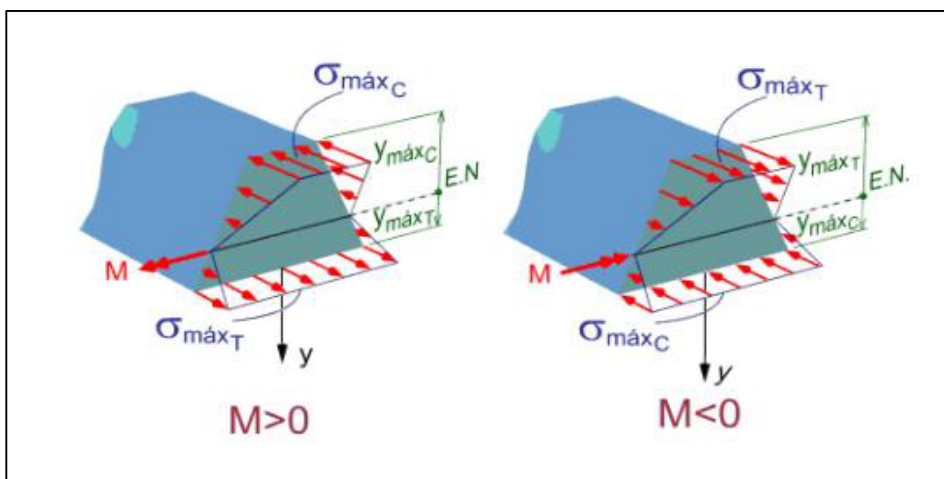 σmáxC
ymáxC
E.N
ymáxT
M
σmáxT
y
M>0
σmáxT
ymáxT
E.N.
ymáxC
M
σmáxC
y
M<0